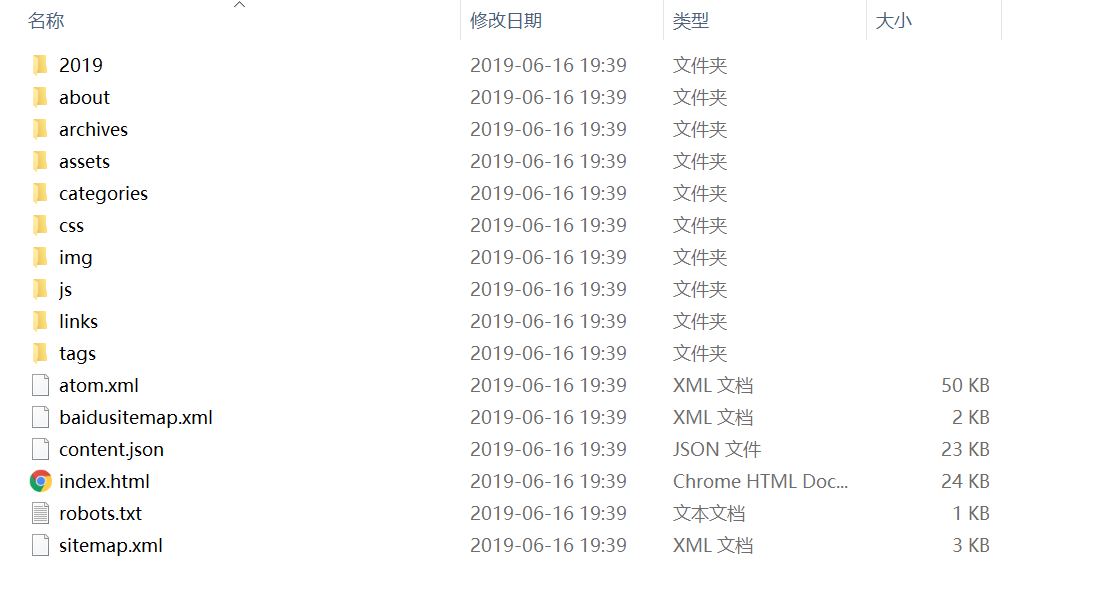 名称 修改日期 类型 大小
2019 2019-06-16 19:39 文件夹
about 2019-06-16 19:39 文件夹
archives 2019-06-16 19:39 文件夹
assets 2019-06-16 19:39 文件夹
categories 2019-06-16 19:39 文件夹
css 2019-06-16 19:39 文件夹
img 2019-06-16 19:39 文件夹
js 2019-06-16 19:39 文件夹
links 2019-06-16 19:39 文件夹
tags 2019-06-16 19:39 文件夹
atom.xml 2019-06-16 19:39 XML 文档 50 KB
baidusitemap.xml 2019-06-16 19:39 XML 文档 2 KB
content.json 2019-06-16 19:39 JSON 文件 23 KB
index.html 2019-06-16 19:39 Chrome HTML Doc... 24 KB
robots.txt 2019-06-16 19:39 文本文档 1 KB
sitemap.xml 2019-06-16 19:39 XML 文档 3 KB